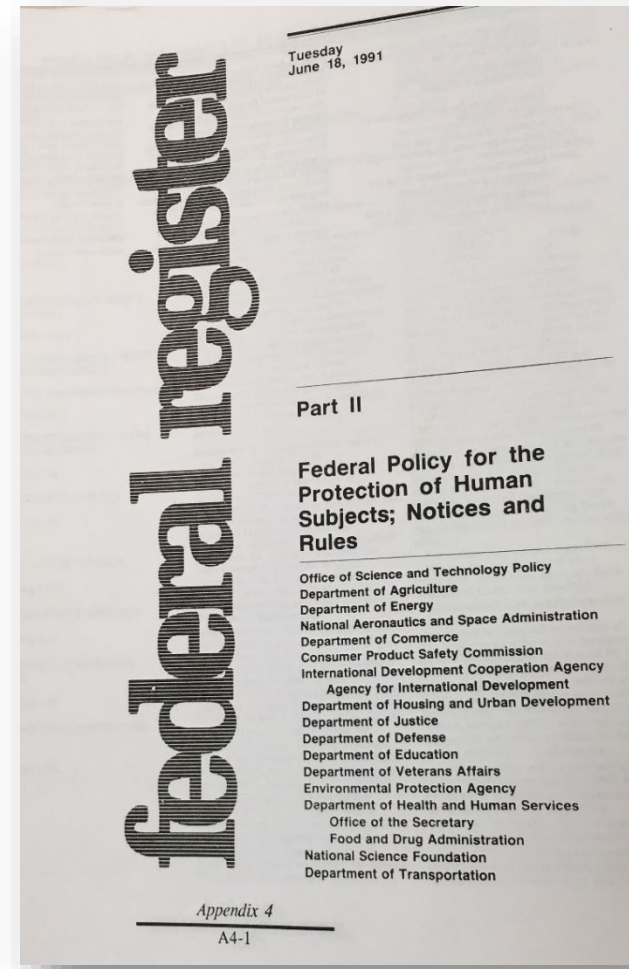 federal register
Tuesday
June 18, 1991
Part II
Federal Policy for the
Protection of Human
Subjects; Notices and
Rules
Office of Science and Technology Policy
Department of Agriculture
Department of Energy
National Aeronautics and Space Administration
Department of Commerce
Consumer Product Safety Commission
International Development Cooperation Agency
Agency for International Development
Department of Housing and Urban Development
Department of Justice
Department of Defense
Department of Education
Department of Veterans Affairs
Environmental Protection Agency
Department of Health and Human Services
Office of the Secretary
Food and Drug Administration
National Science Foundation
Department of Transportation
Appendix 4
A4-1